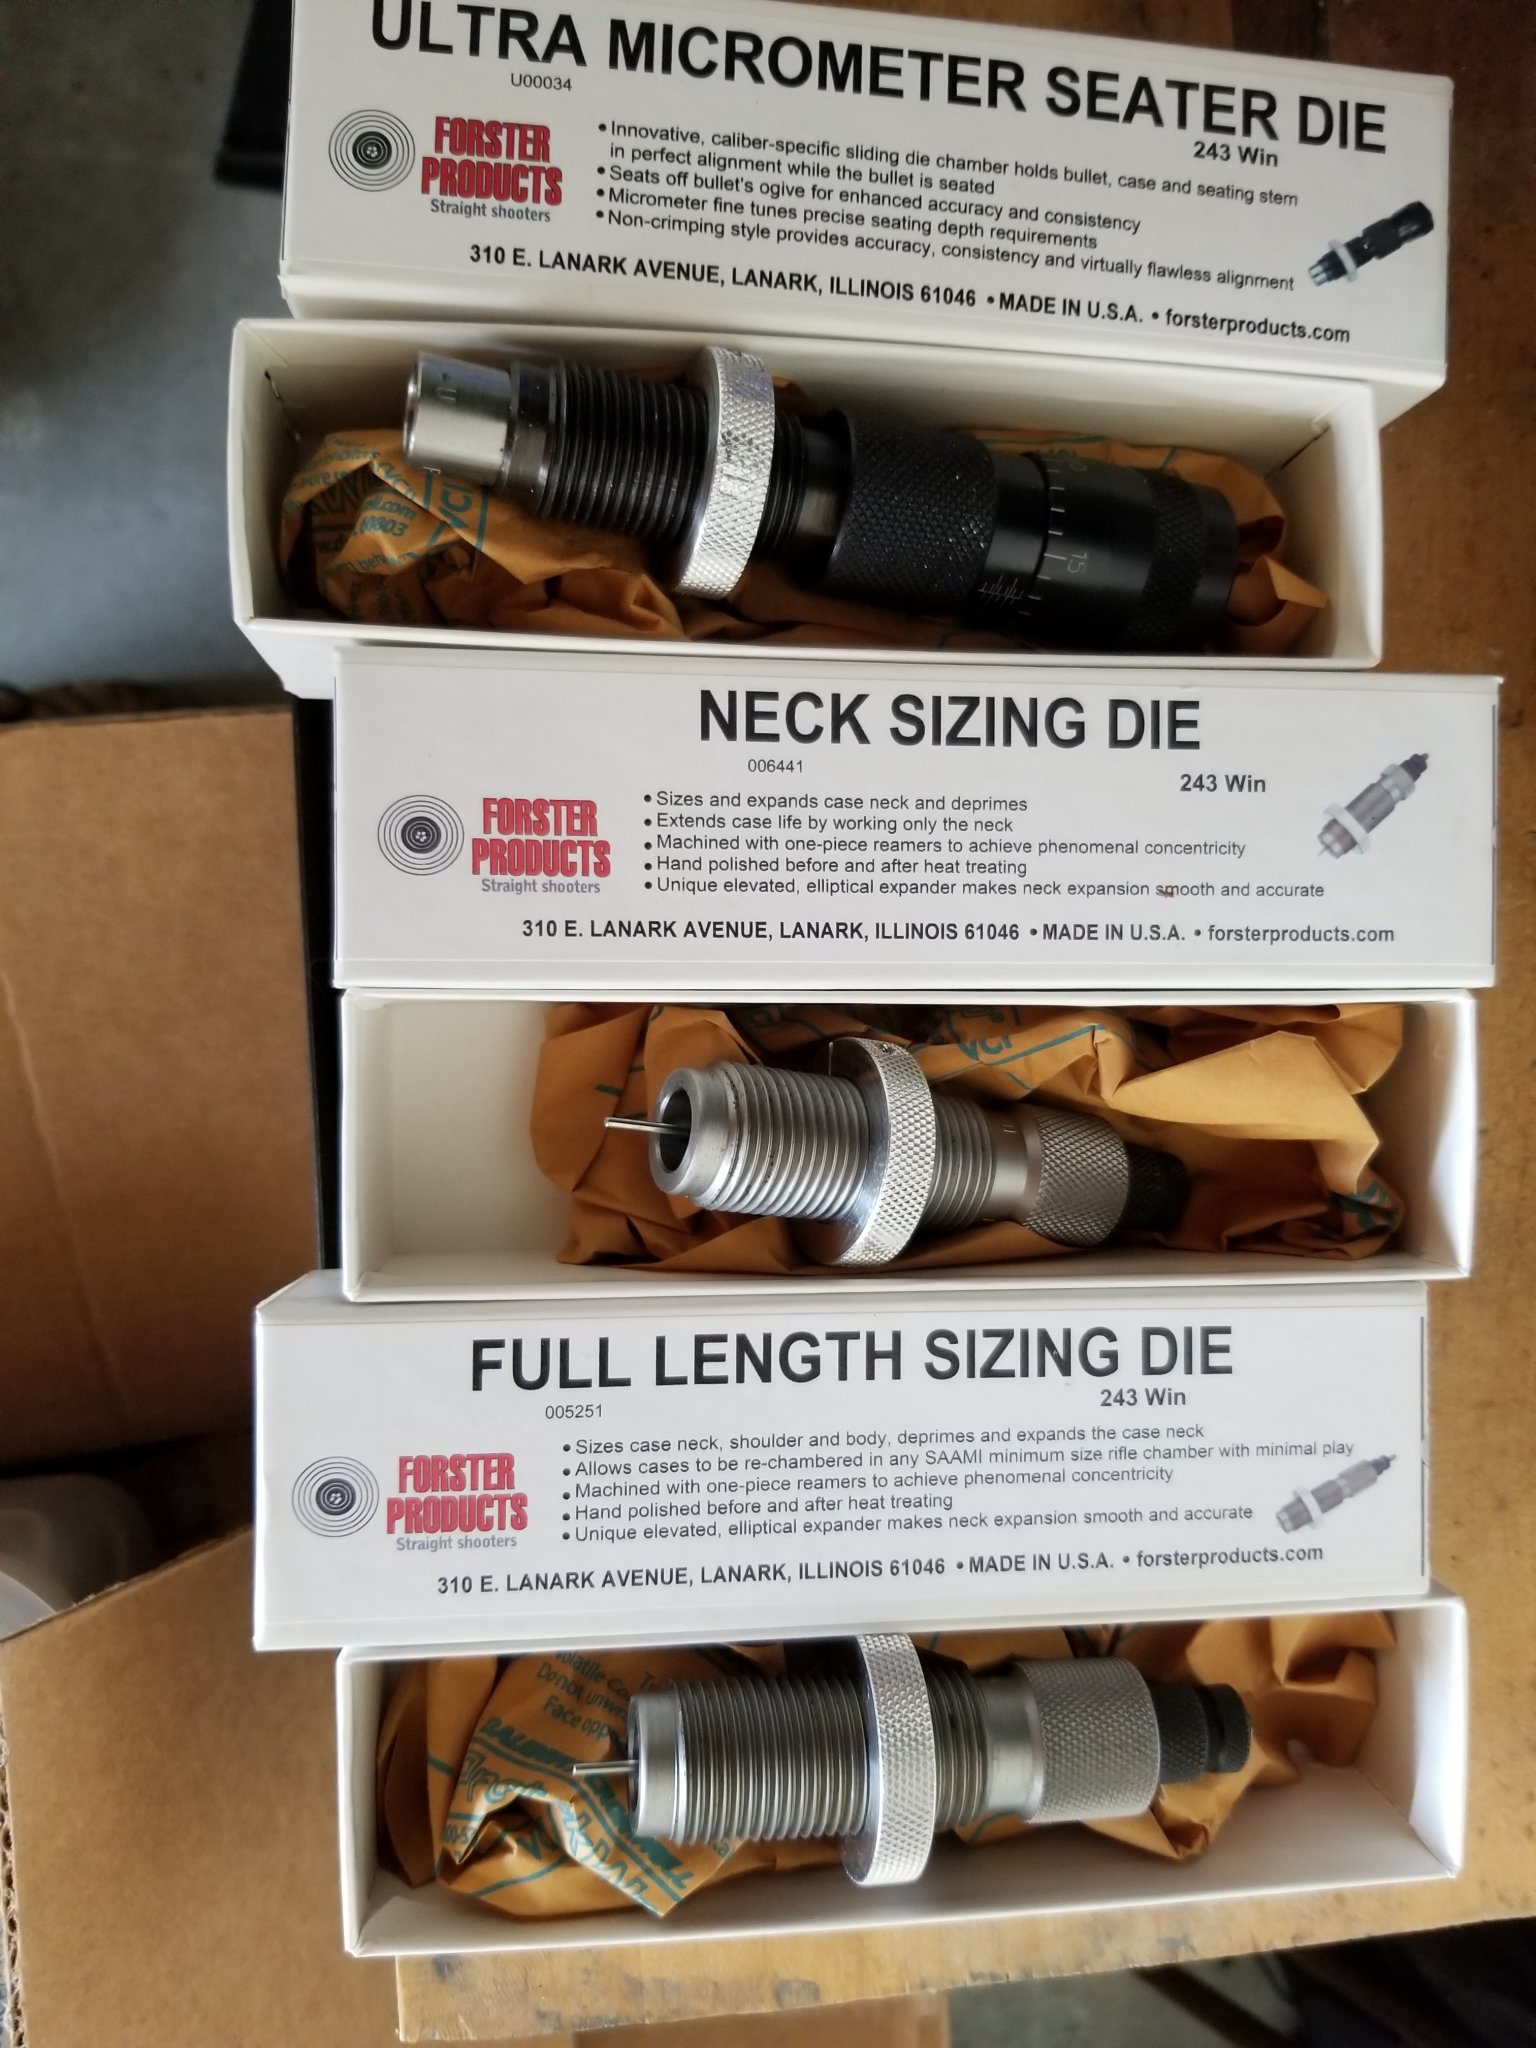 ULTRA MICROMETER SEATER DIE
U00034
243 Win
FORSTER
PRODUCTS
Straight shooters
• Innovative, caliber-specific sliding die chamber holds bullet, case and seating stem
in perfect alignment while the bullet is seated
• Seats off bullet's ogive for enhanced accuracy and consistency
• Micrometer fine tunes precise seating depth requirements
• Non-crimping style provides accuracy, consistency and virtually flawless alignment
310 E. LANARK AVENUE, LANARK, ILLINOIS 61046 • MADE IN U.S.A. • forsterproducts.com
VCI
15
NECK SIZING DIE
006441
243 Win
FORSTER
PRODUCTS
Straight shooters
• Sizes and expands case neck and deprimes
• Extends case life by working only the neck
• Machined with one-piece reamers to achieve phenomenal concentricity
• Hand polished before and after heat treating
• Unique elevated, elliptical expander makes neck expansion smooth and accurate
310 E. LANARK AVENUE, LANARK, ILLINOIS 61046 • MADE IN U.S.A. • forsterproducts.com
VCI
FULL LENGTH SIZING DIE
005251
243 Win
FORSTER
PRODUCTS
Straight shooters
• Sizes case neck, shoulder and body, deprimes and expands the case neck
• Allows cases to be re-chambered in any SAAMI minimum size rifle chamber with minimal play
• Machined with one-piece reamers to achieve phenomenal concentricity
• Hand polished before and after heat treating
• Unique elevated, elliptical expander makes neck expansion smooth and accurate
310 E. LANARK AVENUE, LANARK, ILLINOIS 61046 • MADE IN U.S.A. • forsterproducts.com
Do not
Face